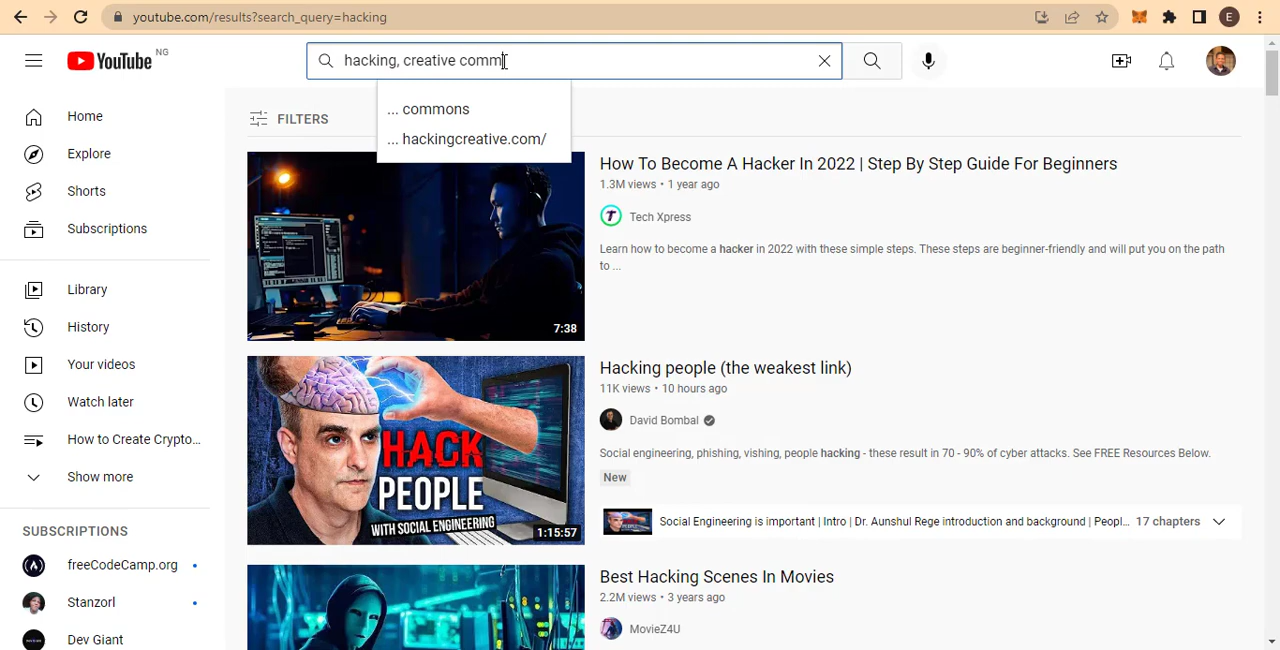 youtube.com/results?search_query=hacking
E
YouTube NG
hacking, creative comm
... commons
... hackingcreative.com/
Home
Explore
Shorts
Subscriptions
Library
History
Your videos
Watch later
How to Create Crypto...
Show more
SUBSCRIPTIONS
freeCodeCamp.org
Stanzorl
Dev Giant
FILTERS
7:38
How To Become A Hacker In 2022 | Step By Step Guide For Beginners
1.3M views • 1 year ago
Tech Xpress
Learn how to become a hacker in 2022 with these simple steps. These steps are beginner-friendly and will put you on the path
to ...
HACK
PEOPLE
WITH SOCIAL ENGINEERING
1:15:57
Hacking people (the weakest link)
11K views • 10 hours ago
David Bombal
Social engineering, phishing, vishing, people hacking - these result in 70 - 90% of cyber attacks. See FREE Resources Below.
New
Social Engineering is important | Intro | Dr. Aunshul Rege introduction and background | Peopl... 17 chapters
Best Hacking Scenes In Movies
2.2M views • 3 years ago
MovieZ4U